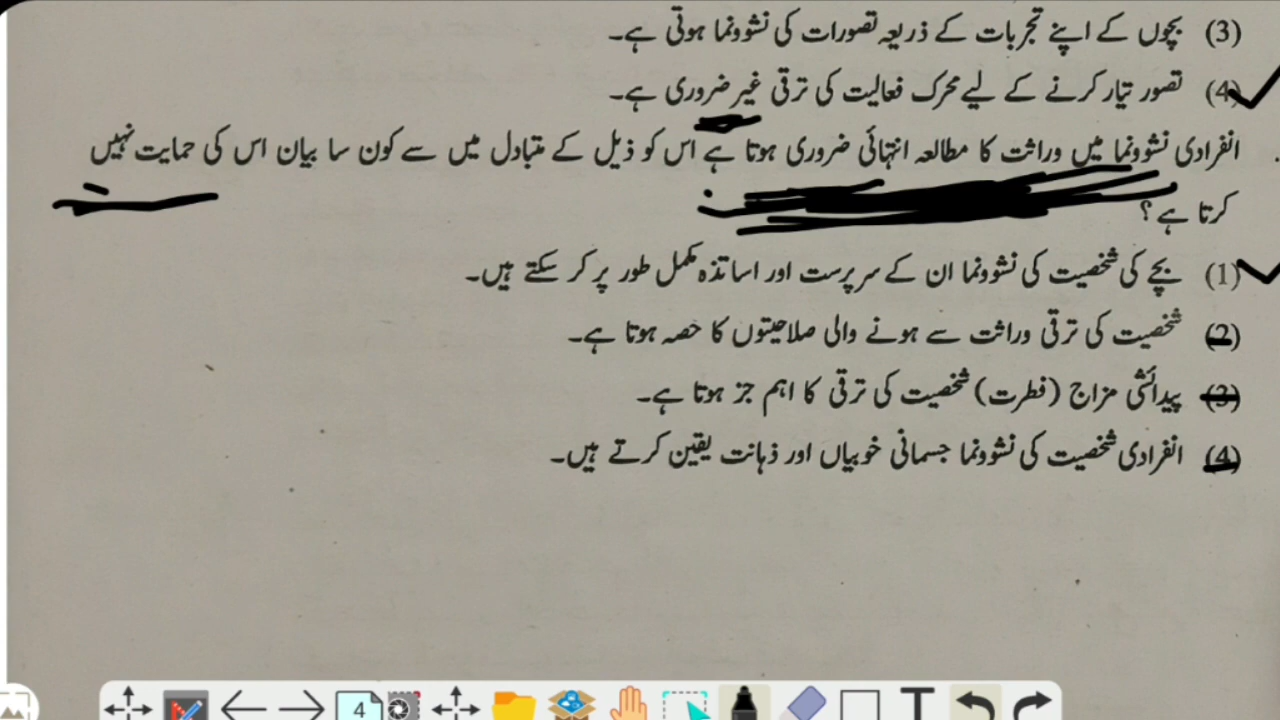 (3) بچوں کے اپنے تجربات کے ذریعہ تصورات کی نشوونما ہوتی ہے۔
(4) تصور تیار کرنے کے لیے محرک فعالیت کی ترقی غیر ضروری ہے۔
انفرادی نشوونما میں وراثت کا مطالعہ انتہائی ضروری ہوتا ہے اس کو ذیل کے متبادل میں سے کون سا بیان اس کی حمایت نہیں
کرتا ہے؟
(1) بچے کی شخصیت کی نشوونما ان کے سرپرست اور اساتذہ مکمل طور پر کر سکتے ہیں۔
(2) شخصیت کی ترقی وراثت سے ہونے والی صلاحیتوں کا حصہ ہوتا ہے۔
(3) پیدائشی مزاج (فطرت) شخصیت کی ترقی کا اہم جز ہوتا ہے۔
(4) انفرادی شخصیت کی نشوونما جسمانی خوبیاں اور ذہانت یقین کرتے ہیں۔
4
T